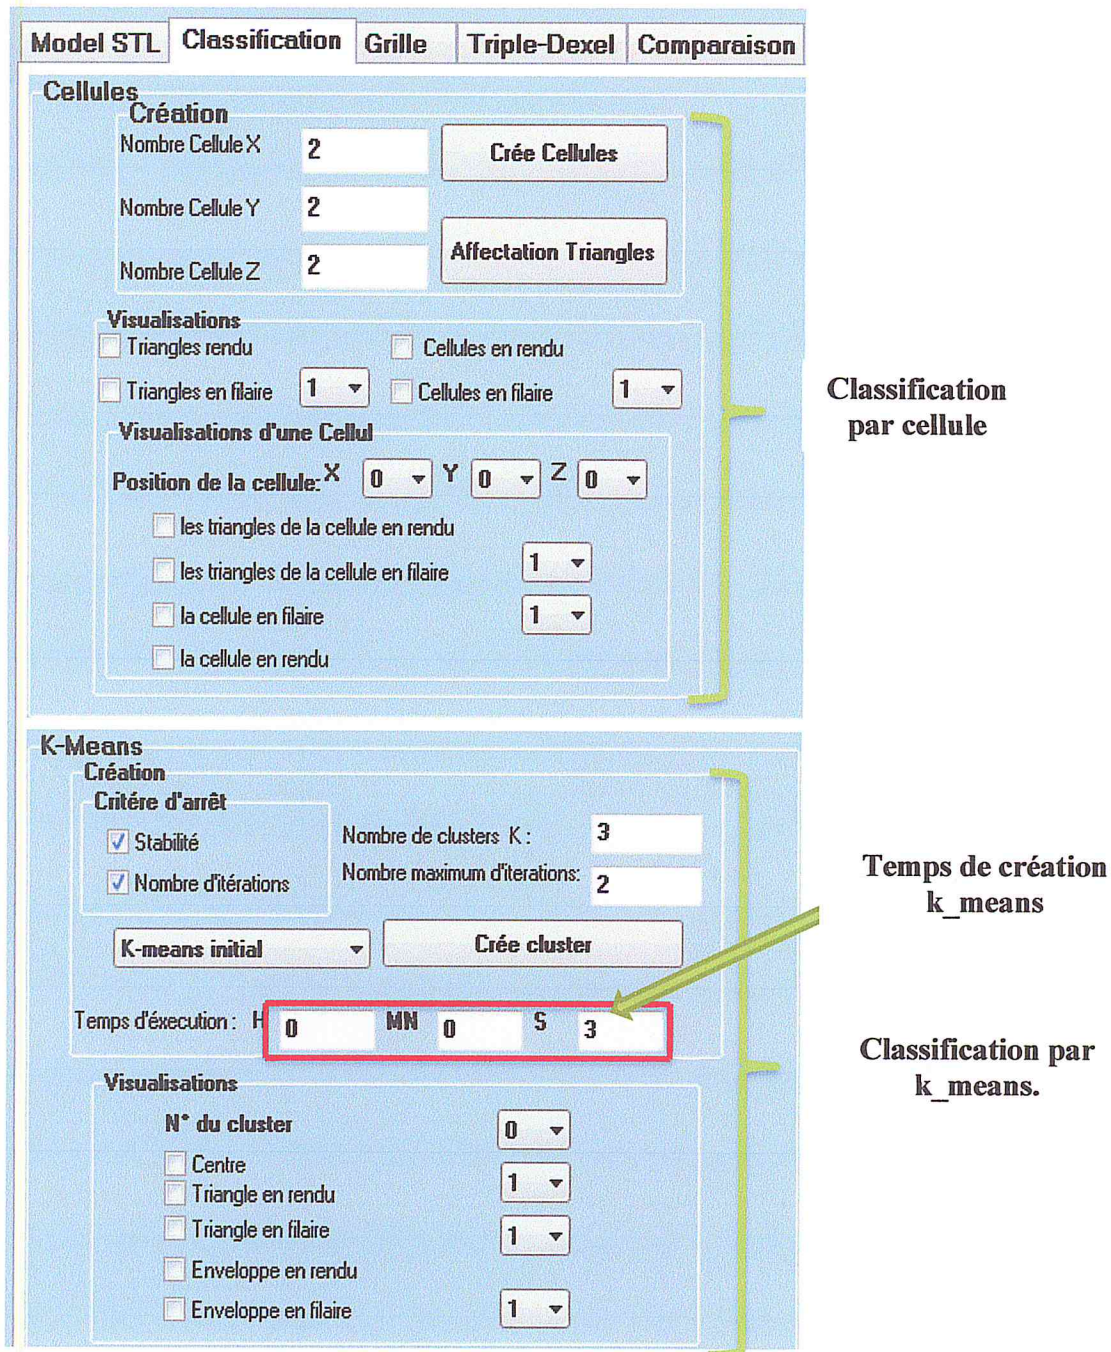 Model STL Classification Grille Triple-Dexel Comparaison
Cellules
Création
Nombre Cellule X 2 Crée Cellules
Nombre Cellule Y 2
Affectation Triangles
Nombre Cellule Z 2
Visualisations
Triangles rendu Cellules en rendu
Triangles en filaire 1 Cellules en filaire 1
Visualisations d'une Cellul
Position de la cellule: X 0 Y 0 Z 0
les triangles de la cellule en rendu
les triangles de la cellule en filaire 1
la cellule en filaire 1
la cellule en rendu
Classification
par cellule
K-Means
Création
Critére d'arrêt
Stabilité Nombre de clusters K : 3
Nombre d'itérations Nombre maximum d'iterations: 2
K-means initial Crée cluster
Temps d'éxecution : H 0 MN 0 S 3
Temps de création
k_means
Visualisations
N° du cluster 0
Centre
Triangle en rendu 1
Triangle en filaire 1
Enveloppe en rendu
Enveloppe en filaire 1
Classification par
k_means.